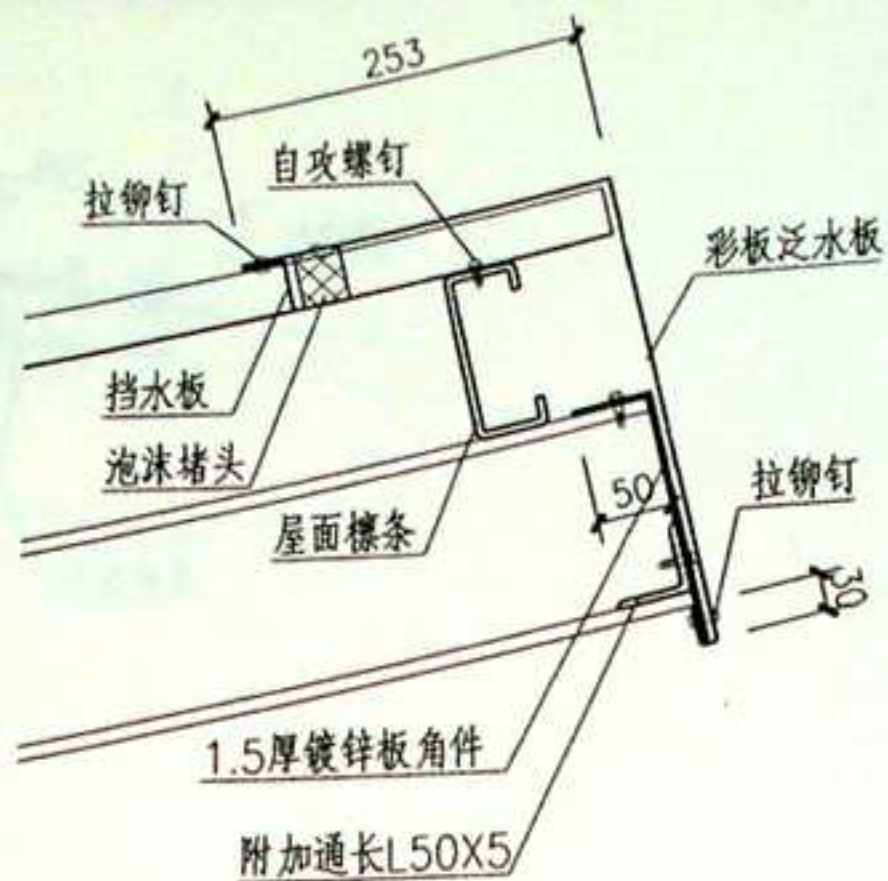 253
自攻螺钉
拉铆钉
彩板泛水板
挡水板
泡沫堵头
屋面檩条
50
拉铆钉
30
1.5厚镀锌板角件
附加通长L50X5